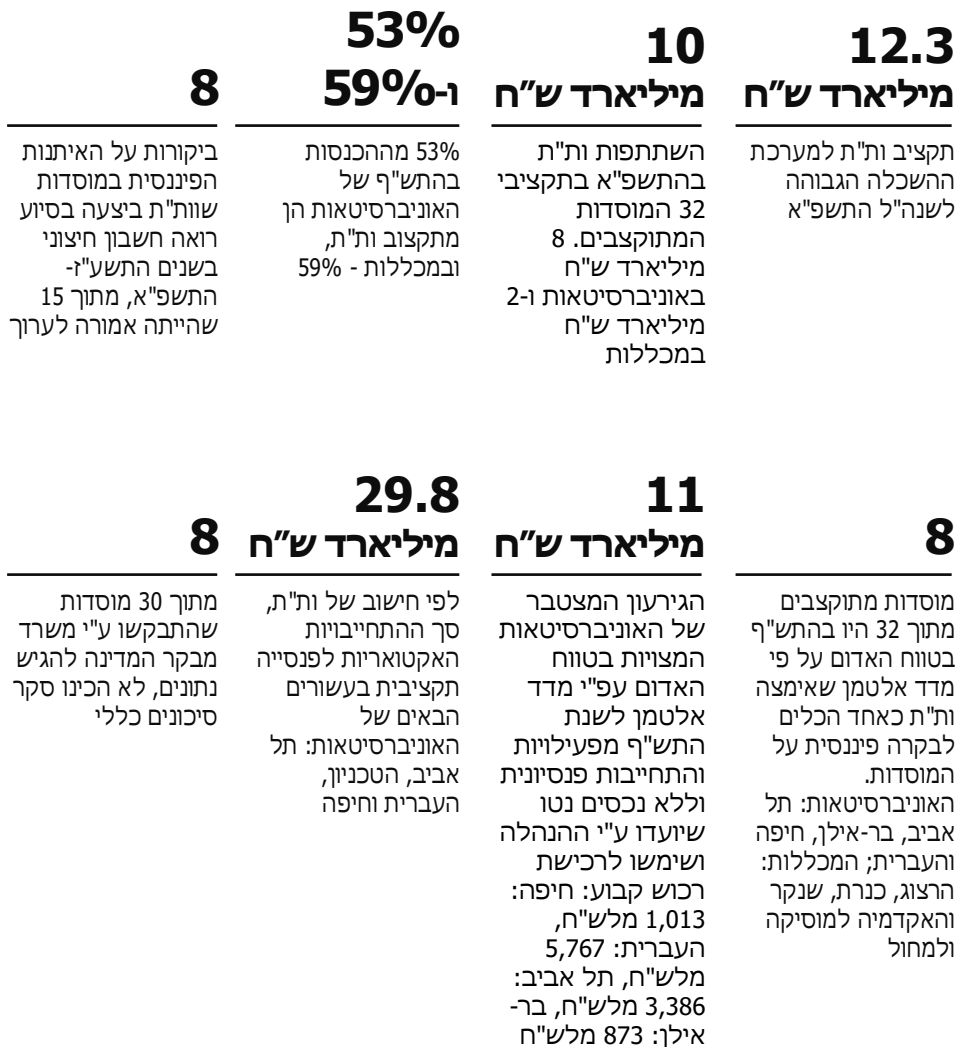 12.3
מיליארד ש״ח
תקציב ות"ת למערכת
ההשכלה הגבוהה
לשנה"ל התשפ"א
10
מיליארד ש״ח
השתתפות ות"ת
בהתשפ"א בתקציבי
32 המוסדות
המתוקצבים. 8
מיליארד ש"ח
באוניברסיטאות ו-2
מיליארד ש"ח
במכללות
53%
ו-59%
53% מההכנסות
בהתש"ף של
האוניברסיטאות הן
מתקצוב ות"ת,
ובמכללות - 59%
8
ביקורות על האיתנות
הפיננסית במוסדות
שוות"ת ביצעה בסיוע
רואה חשבון חיצוני
בשנים התשע"ז-
התשפ"א, מתוך 15
שהייתה אמורה לערוך
8
מוסדות מתוקצבים
מתוך 32 היו בהתש"ף
בטווח האדום על פי
מדד אלטמן שאימצה
ות"ת כאחד הכלים
לבקרה פיננסית על
המוסדות.
האוניברסיטאות: תל
אביב, בר-אילן, חיפה
והעברית; המכללות:
הרצוג, כנרת, שנקר
והאקדמיה למוסיקה
ולמחול
11
מיליארד ש״ח
הגירעון המצטבר
של האוניברסיטאות
המצויות בטווח
האדום עפ"י מדד
אלטמן לשנת
התש"ף מפעילויות
והתחייבות פנסיונית
וללא נכסים נטו
שיועדו ע"י ההנהלה
ושימשו לרכישת
רכוש קבוע: חיפה:
1,013 מלש"ח,
העברית: 5,767
מלש"ח, תל אביב:
3,386 מלש"ח, בר-
אילן: 873 מלש"ח
29.8
מיליארד ש״ח
לפי חישוב של ות"ת,
סך ההתחייבויות
האקטואריות לפנסייה
תקציבית בעשורים
הבאים של
האוניברסיטאות: תל
אביב, הטכניון,
העברית וחיפה
8
מתוך 30 מוסדות
שהתבקשו ע"י משרד
מבקר המדינה להגיש
נתונים, לא הכינו סקר
סיכונים כללי